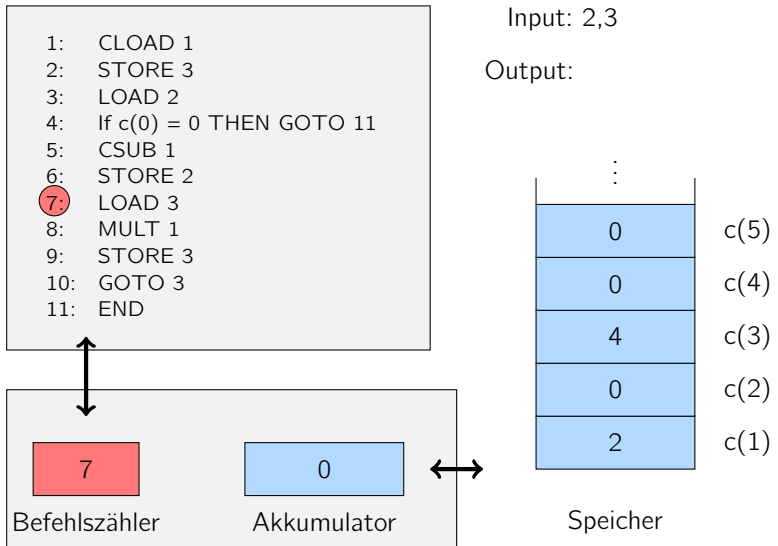 Input: 2,3
Output:
1: CLOAD 1
2: STORE 3
3: LOAD 2
4: If c(0) = 0 THEN GOTO 11
5: CSUB 1
6: STORE 2
7: LOAD 3
8: MULT 1
9: STORE 3
10: GOTO 3
11: END
⋮
0 c(5)
0 c(4)
4 c(3)
0 c(2)
2 c(1)
7 0
Befehlszähler Akkumulator Speicher